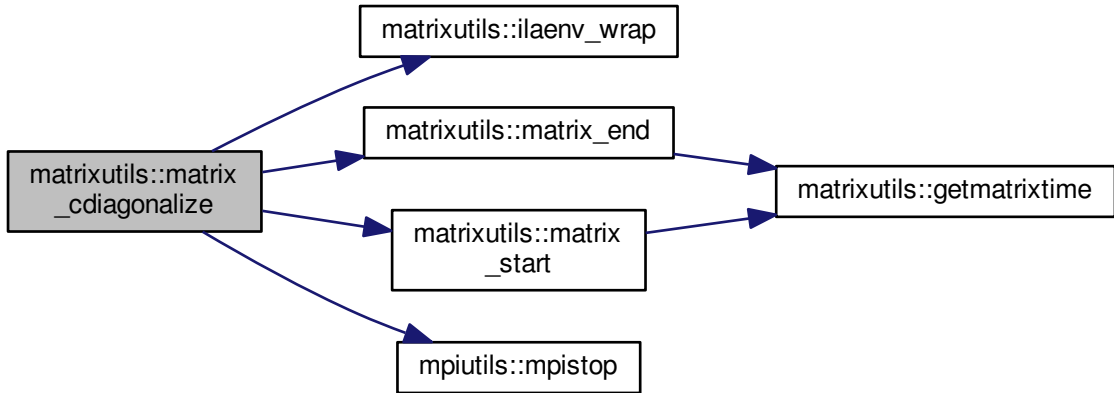 matrixutils::ilaenv_wrap
matrixutils::matrix_end
matrixutils::matrix
_cdiagonalize
matrixutils::getmatrixtime
matrixutils::matrix
_start
mpiutils::mpistop